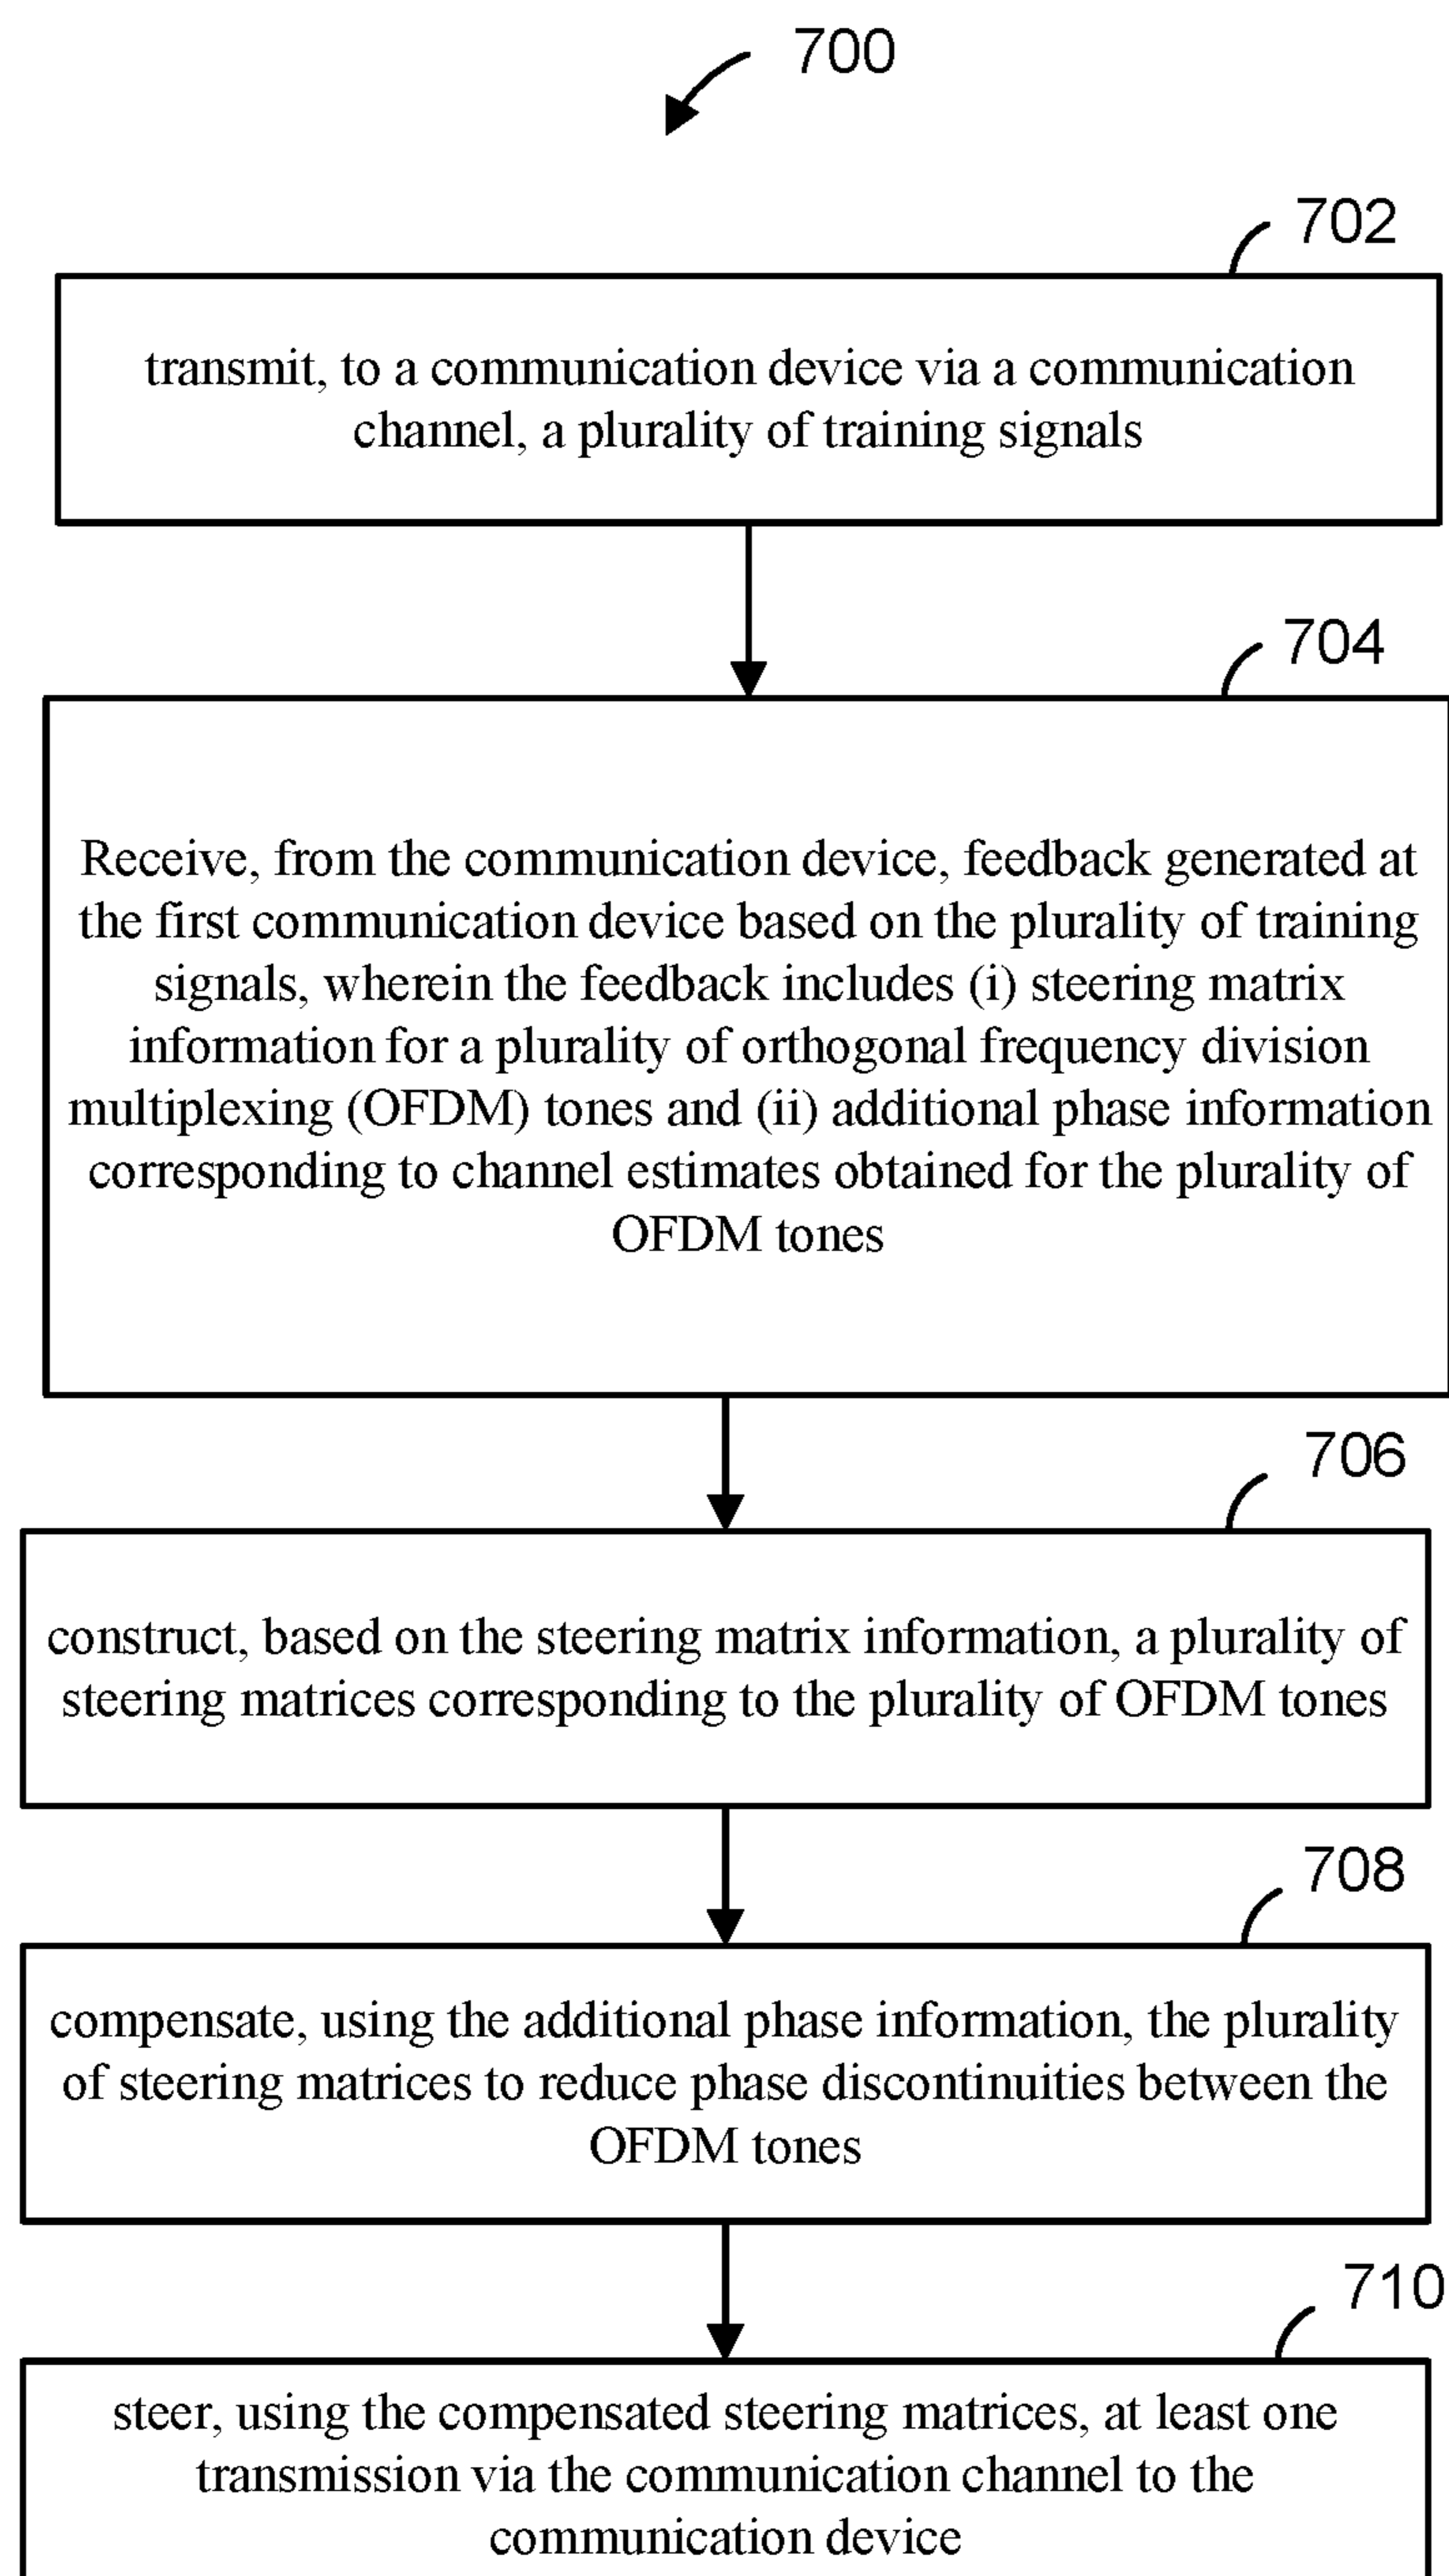 700
702
transmit, to a communication device via a communication
channel, a plurality of training signals
704
Receive, from the communication device, feedback generated at
the first communication device based on the plurality of training
signals, wherein the feedback includes (i) steering matrix
information for a plurality of orthogonal frequency division
multiplexing (OFDM) tones and (ii) additional phase information
corresponding to channel estimates obtained for the plurality of
OFDM tones
706
construct, based on the steering matrix information, a plurality of
steering matrices corresponding to the plurality of OFDM tones
708
compensate, using the additional phase information, the plurality
of steering matrices to reduce phase discontinuities between the
OFDM tones
710
steer, using the compensated steering matrices, at least one
transmission via the communication channel to the
communication device